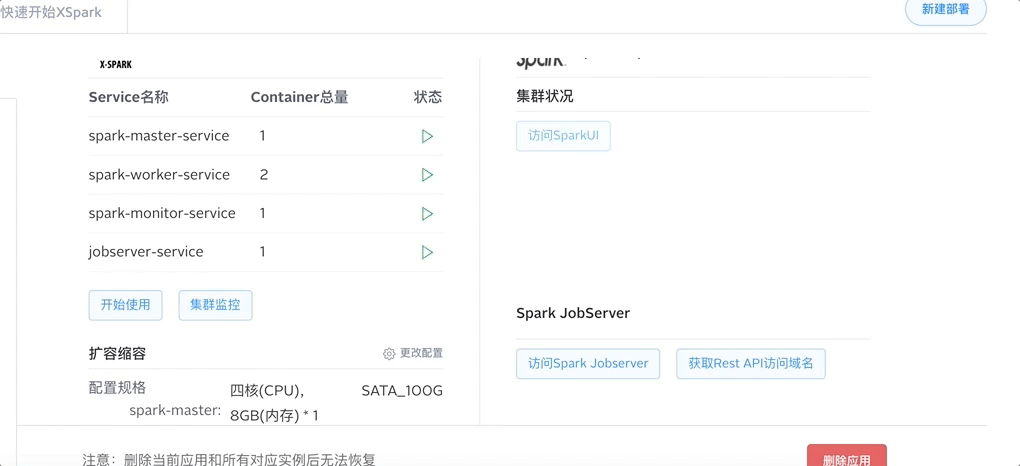 快速开始XSpark
新建部署
X-SPARK
Service名称 Container总量 状态
spark-master-service 1
spark-worker-service 2
spark-monitor-service 1
jobserver-service 1
开始使用 集群监控
扩容缩容 更改配置
配置规格
spark-master: 四核(CPU), SATA_100G
8GB(内存) * 1
Spark
集群状况
访问SparkUI
Spark JobServer
访问Spark Jobserver 获取Rest API访问域名
注意：删除当前应用和所有对应实例后无法恢复
删除应用